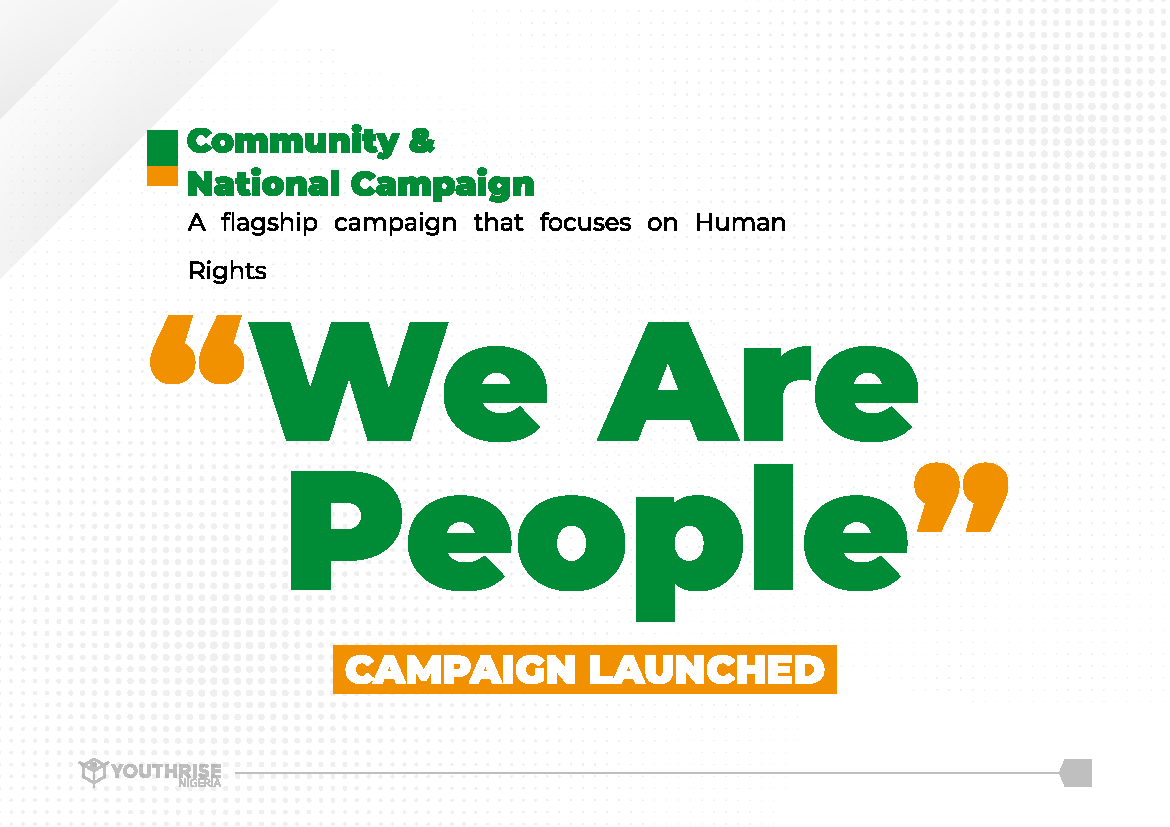 Community &
National Campaign
A flagship campaign that focuses on Human
Rights
“We Are
People”
CAMPAIGN LAUNCHED
YOUTHRISE
NIGERIA